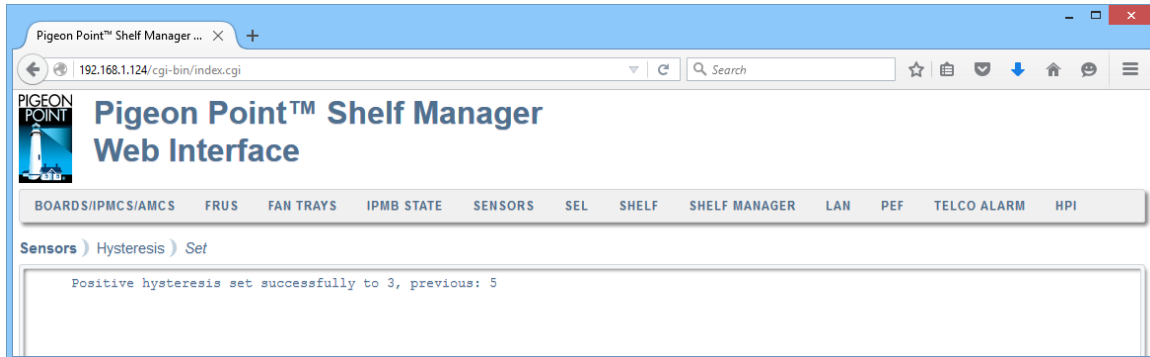 Pigeon Point™ Shelf Manager ...
192.168.1.124/cgi-bin/index.cgi
Search
PIGEON
POINT
Pigeon Point™ Shelf Manager
Web Interface
BOARDS/IPMCS/AMCS FRUS FAN TRAYS IPMB STATE SENSORS SEL SHELF SHELF MANAGER LAN PEF TELCO ALARM HPI
Sensors ) Hysteresis ) Set
Positive hysteresis set successfully to 3, previous: 5